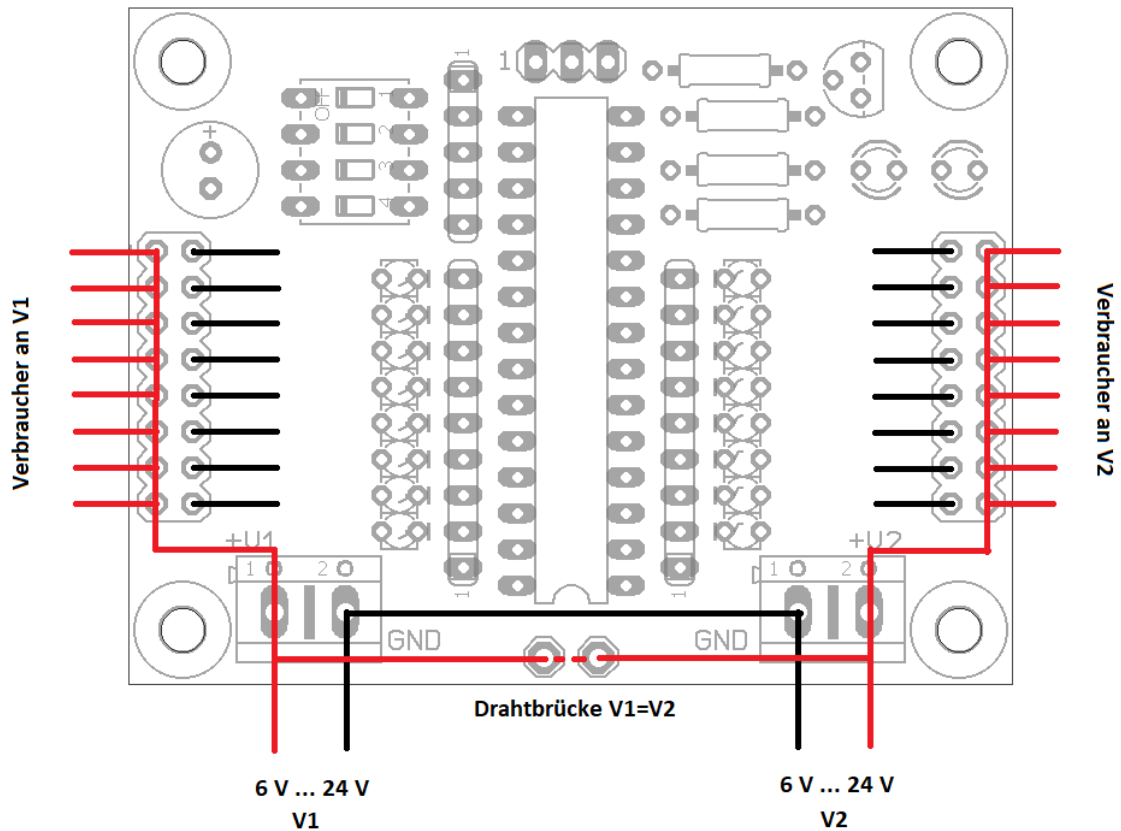 1
1
OFF
1
2
3
4
+
Verbraucher an V1
Verbraucher an V2
+U1
+U2
1 2
1 2
1
1
GND
GND
Drahtbrücke V1=V2
6 V ... 24 V
V1
6 V ... 24 V
V2